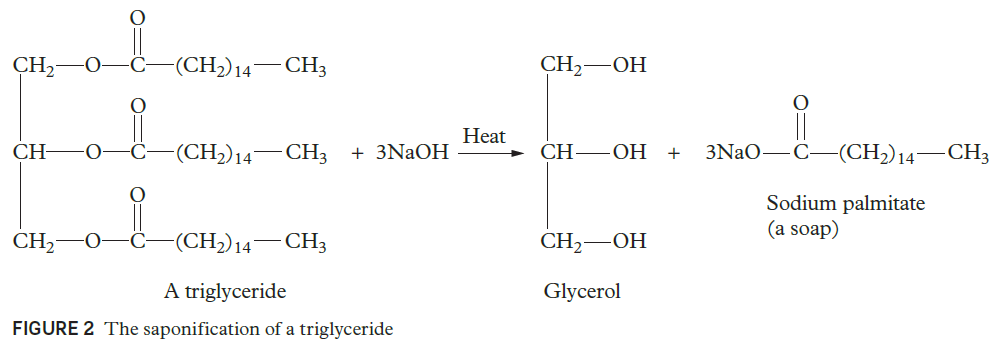 O
CH₂—O—C—(CH₂)₁₄—CH₃
CH₂—OH
O
O
CH—O—C—(CH₂)₁₄—CH₃ + 3NaOH
Heat
CH—OH + 3NaO—C—(CH₂)₁₄—CH₃
O
Sodium palmitate
(a soap)
CH₂—O—C—(CH₂)₁₄—CH₃
CH₂—OH
A triglyceride
Glycerol
FIGURE 2 The saponification of a triglyceride